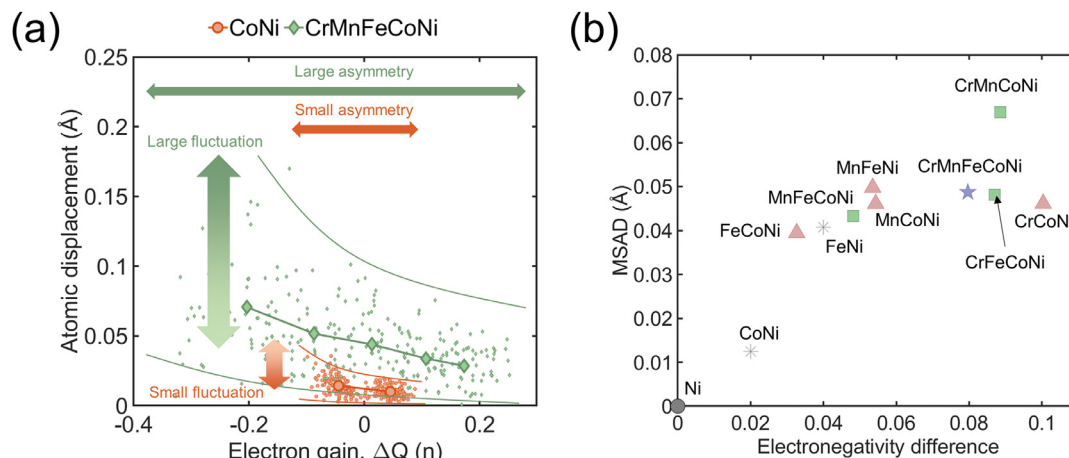 (a)
CoNi CrMnFeCoNi
0.25
0.2
0.15
0.1
0.05
0
Atomic displacement (Å)
Large asymmetry
Small asymmetry
Large fluctuation
Small fluctuation
-0.4 -0.2 0 0.2
Electron gain, ΔQ (n)
(b)
0.08
0.07
0.06
0.05
0.04
0.03
0.02
0.01
0
MSAD (Å)
CrMnCoNi
MnFeNi
CrMnFeCoNi
MnFeCoNi
MnCoNi
CrCoN
FeCoNi
FeNi
CrFeCoNi
CoNi
Ni
0 0.02 0.04 0.06 0.08 0.1
Electronegativity difference